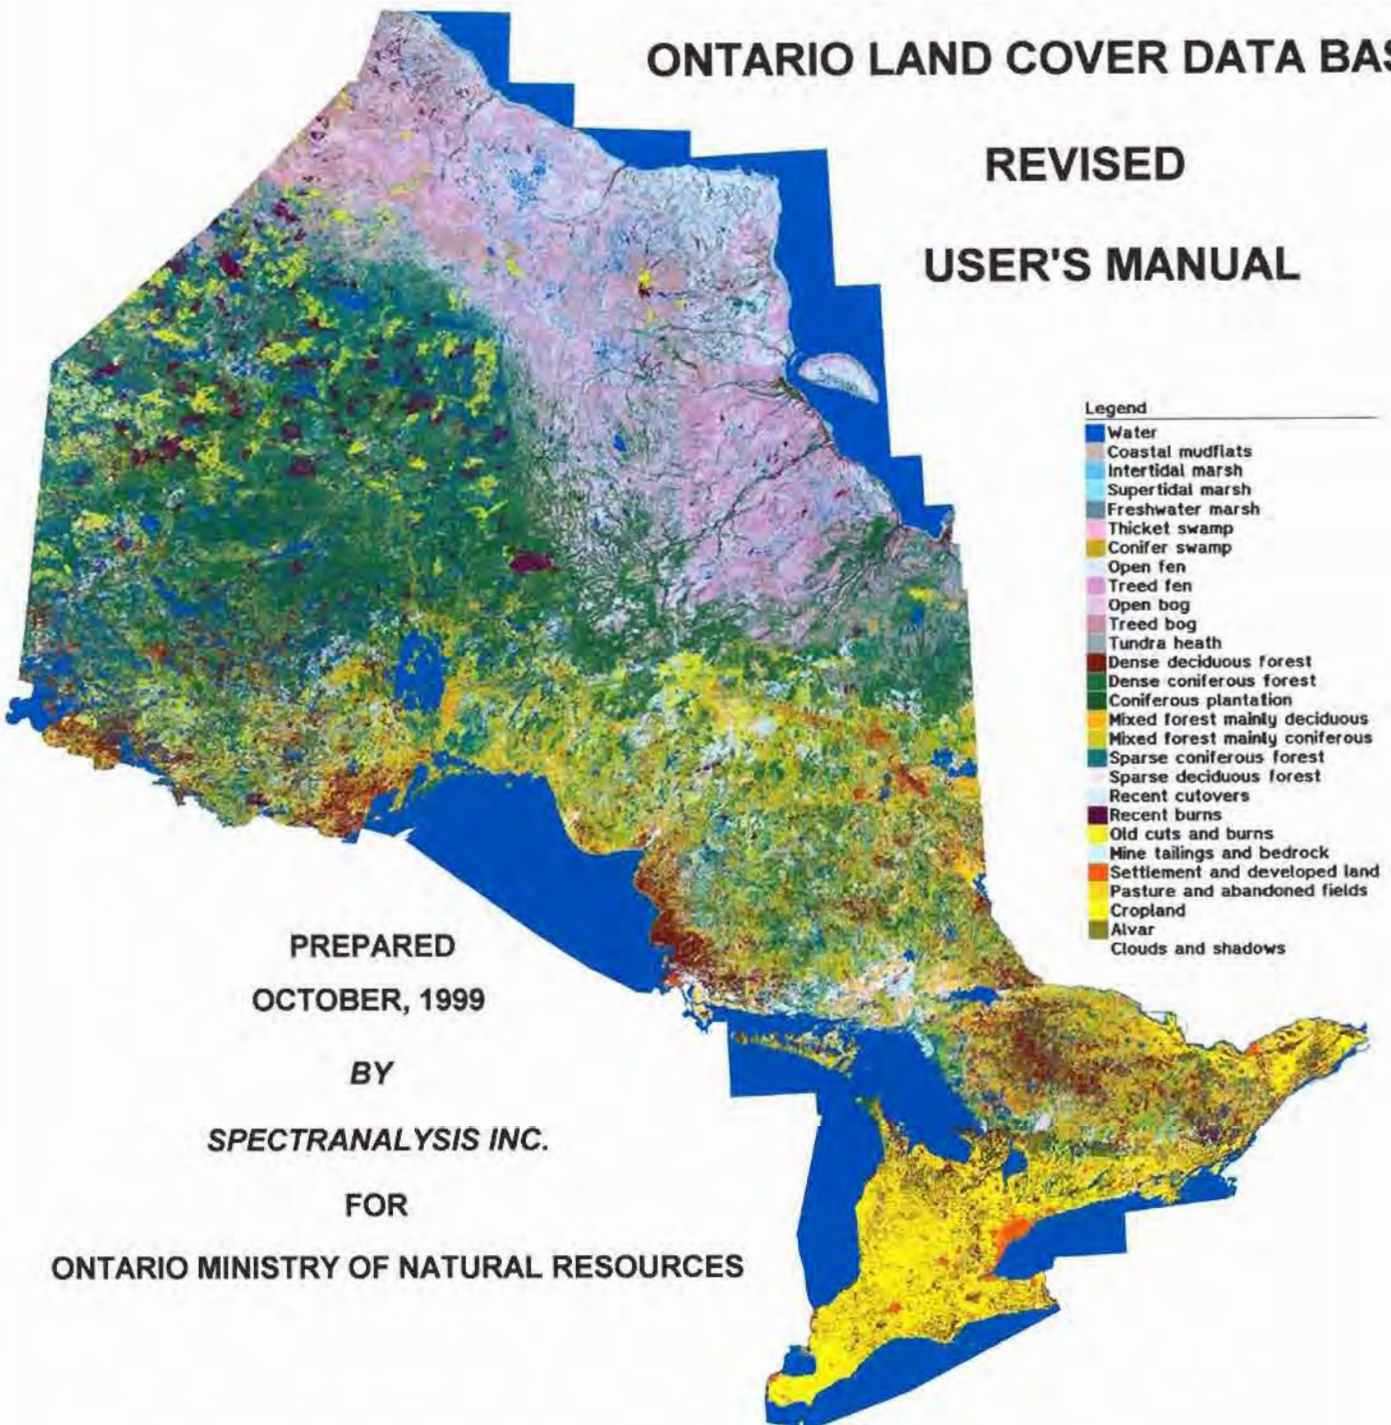 ONTARIO LAND COVER DATA BAS
REVISED
USER'S MANUAL
Legend
Water
Coastal mudflats
Intertidal marsh
Supertidal marsh
Freshwater marsh
Thicket swamp
Conifer swamp
Open fen
Treed fen
Open bog
Treed bog
Tundra heath
Dense deciduous forest
Dense coniferous forest
Coniferous plantation
Mixed forest mainly deciduous
Mixed forest mainly coniferous
Sparse coniferous forest
Sparse deciduous forest
Recent cutovers
Recent burns
Old cuts and burns
Mine tailings and bedrock
Settlement and developed land
Pasture and abandoned fields
Cropland
Alvar
Clouds and shadows
PREPARED
OCTOBER, 1999
BY
SPECTRANALYSIS INC.
FOR
ONTARIO MINISTRY OF NATURAL RESOURCES